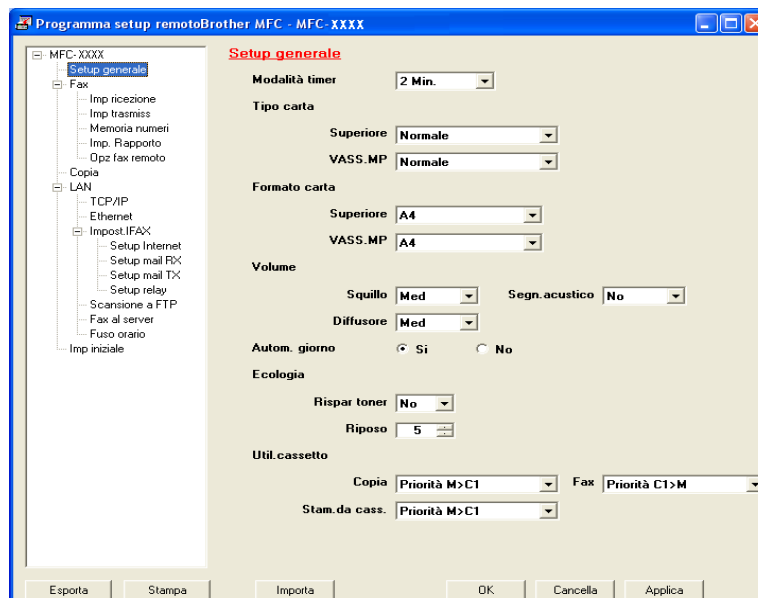 Programma setup remotoBrother MFC - MFC-XXXX
MFC-XXXX
Setup generale
Fax
Imp ricezione
Imp trasmiss
Memoria numeri
Imp. Rapporto
Opz fax remoto
Copia
LAN
TCP/IP
Ethernet
Impost.IFAX
Setup Internet
Setup mail RX
Setup mail TX
Setup relay
Scansione a FTP
Fax al server
Fuso orario
Imp iniziale
Setup generale
Modalità timer 2 Min.
Tipo carta
Superiore Normale
VASS.MP Normale
Formato carta
Superiore A4
VASS.MP A4
Volume
Squillo Med Segn.acustico No
Diffusore Med
Autom. giorno Si No
Ecologia
Rispar toner No
Riposo 5
Util.cassetto
Copia Priorità M>C1 Fax Priorità C1>M
Stam.da cass. Priorità M>C1
Esporta Stampa Importa OK Cancella Applica